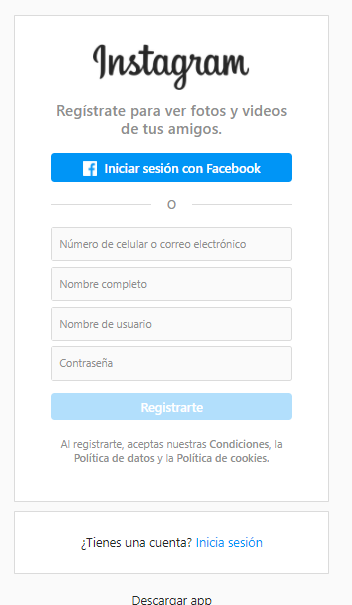 Instagram
Regístrate para ver fotos y videos
de tus amigos.
Iniciar sesión con Facebook
O
Número de celular o correo electrónico
Nombre completo
Nombre de usuario
Contraseña
Registrarte
Al registrarte, aceptas nuestras Condiciones, la
Política de datos y la Política de cookies.
¿Tienes una cuenta? Inicia sesión
Descargar app